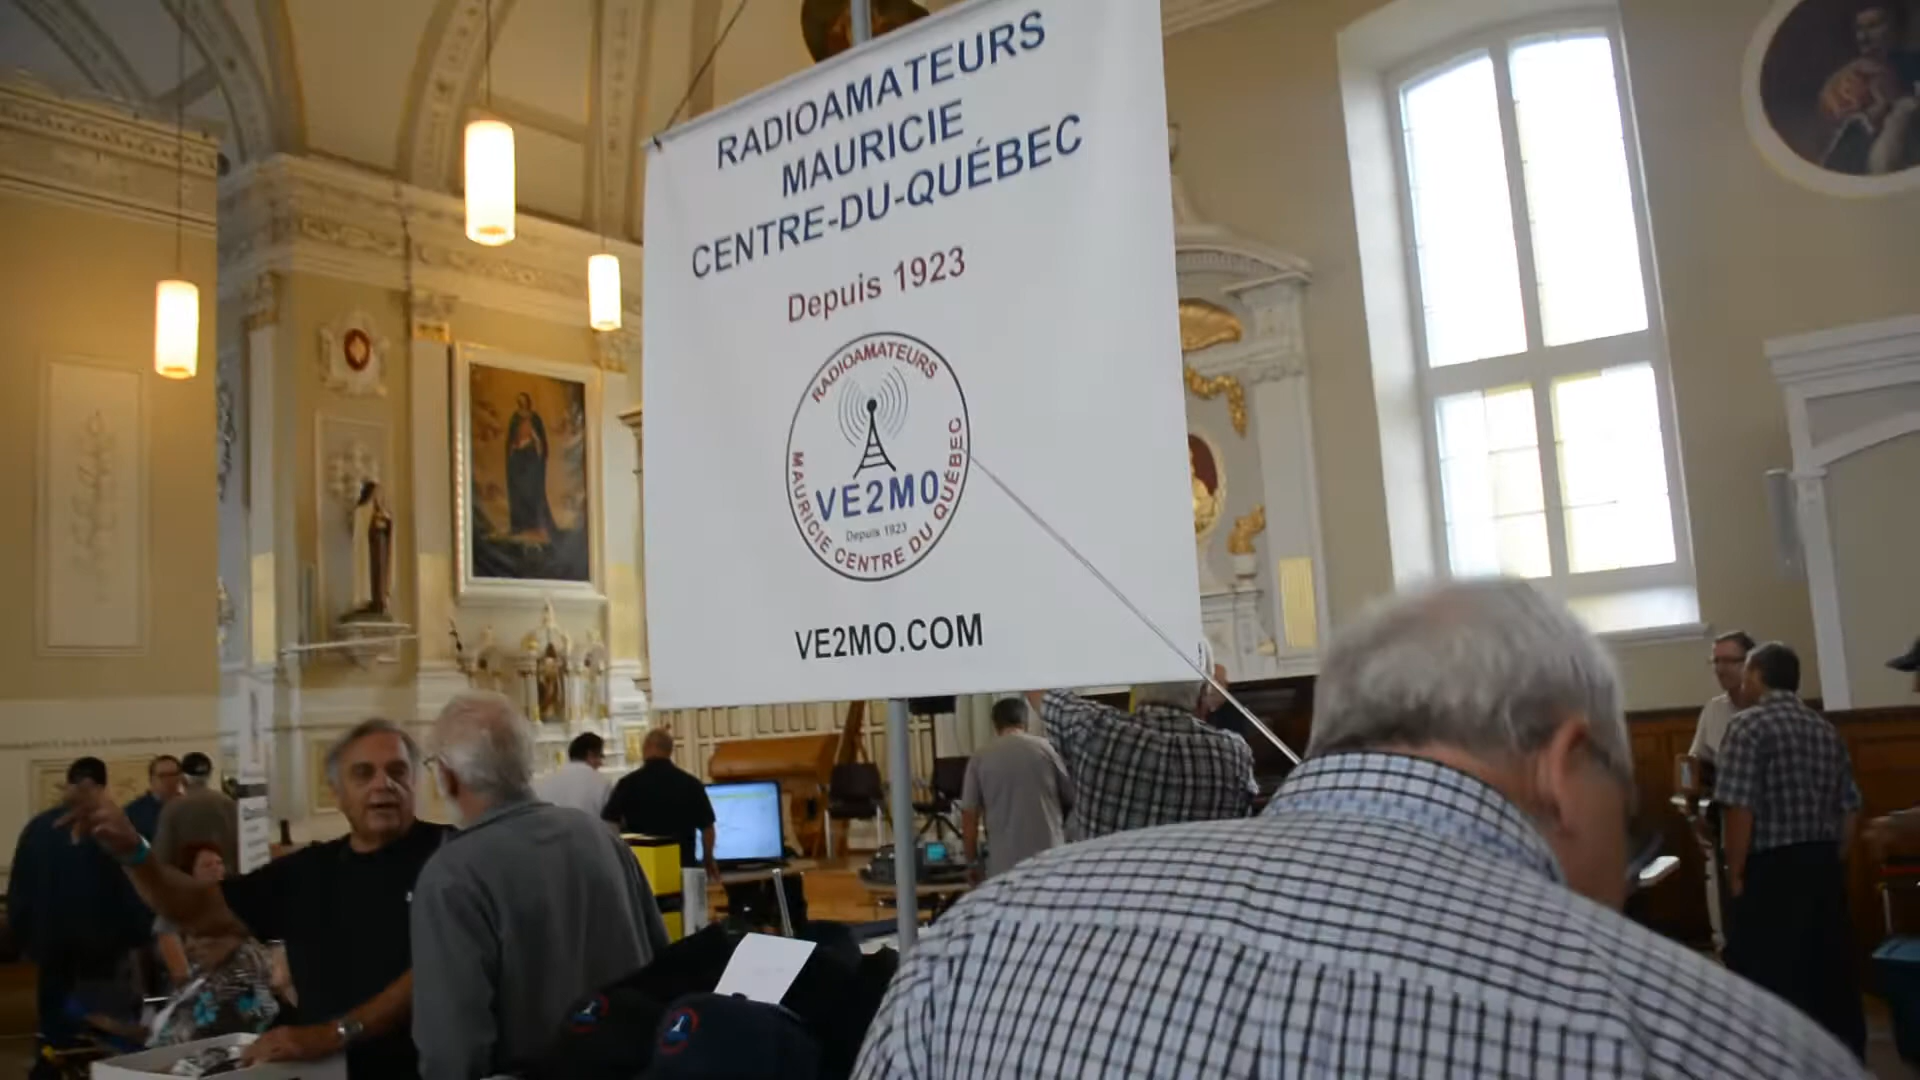 RADIOAMATEURS
MAURICIE
CENTRE-DU-QUÉBEC
Depuis 1923
RADIOAMATEURS
VE2MO
Depuis 1923
MAURICIE CENTRE DU QUÉBEC
VE2MO.COM